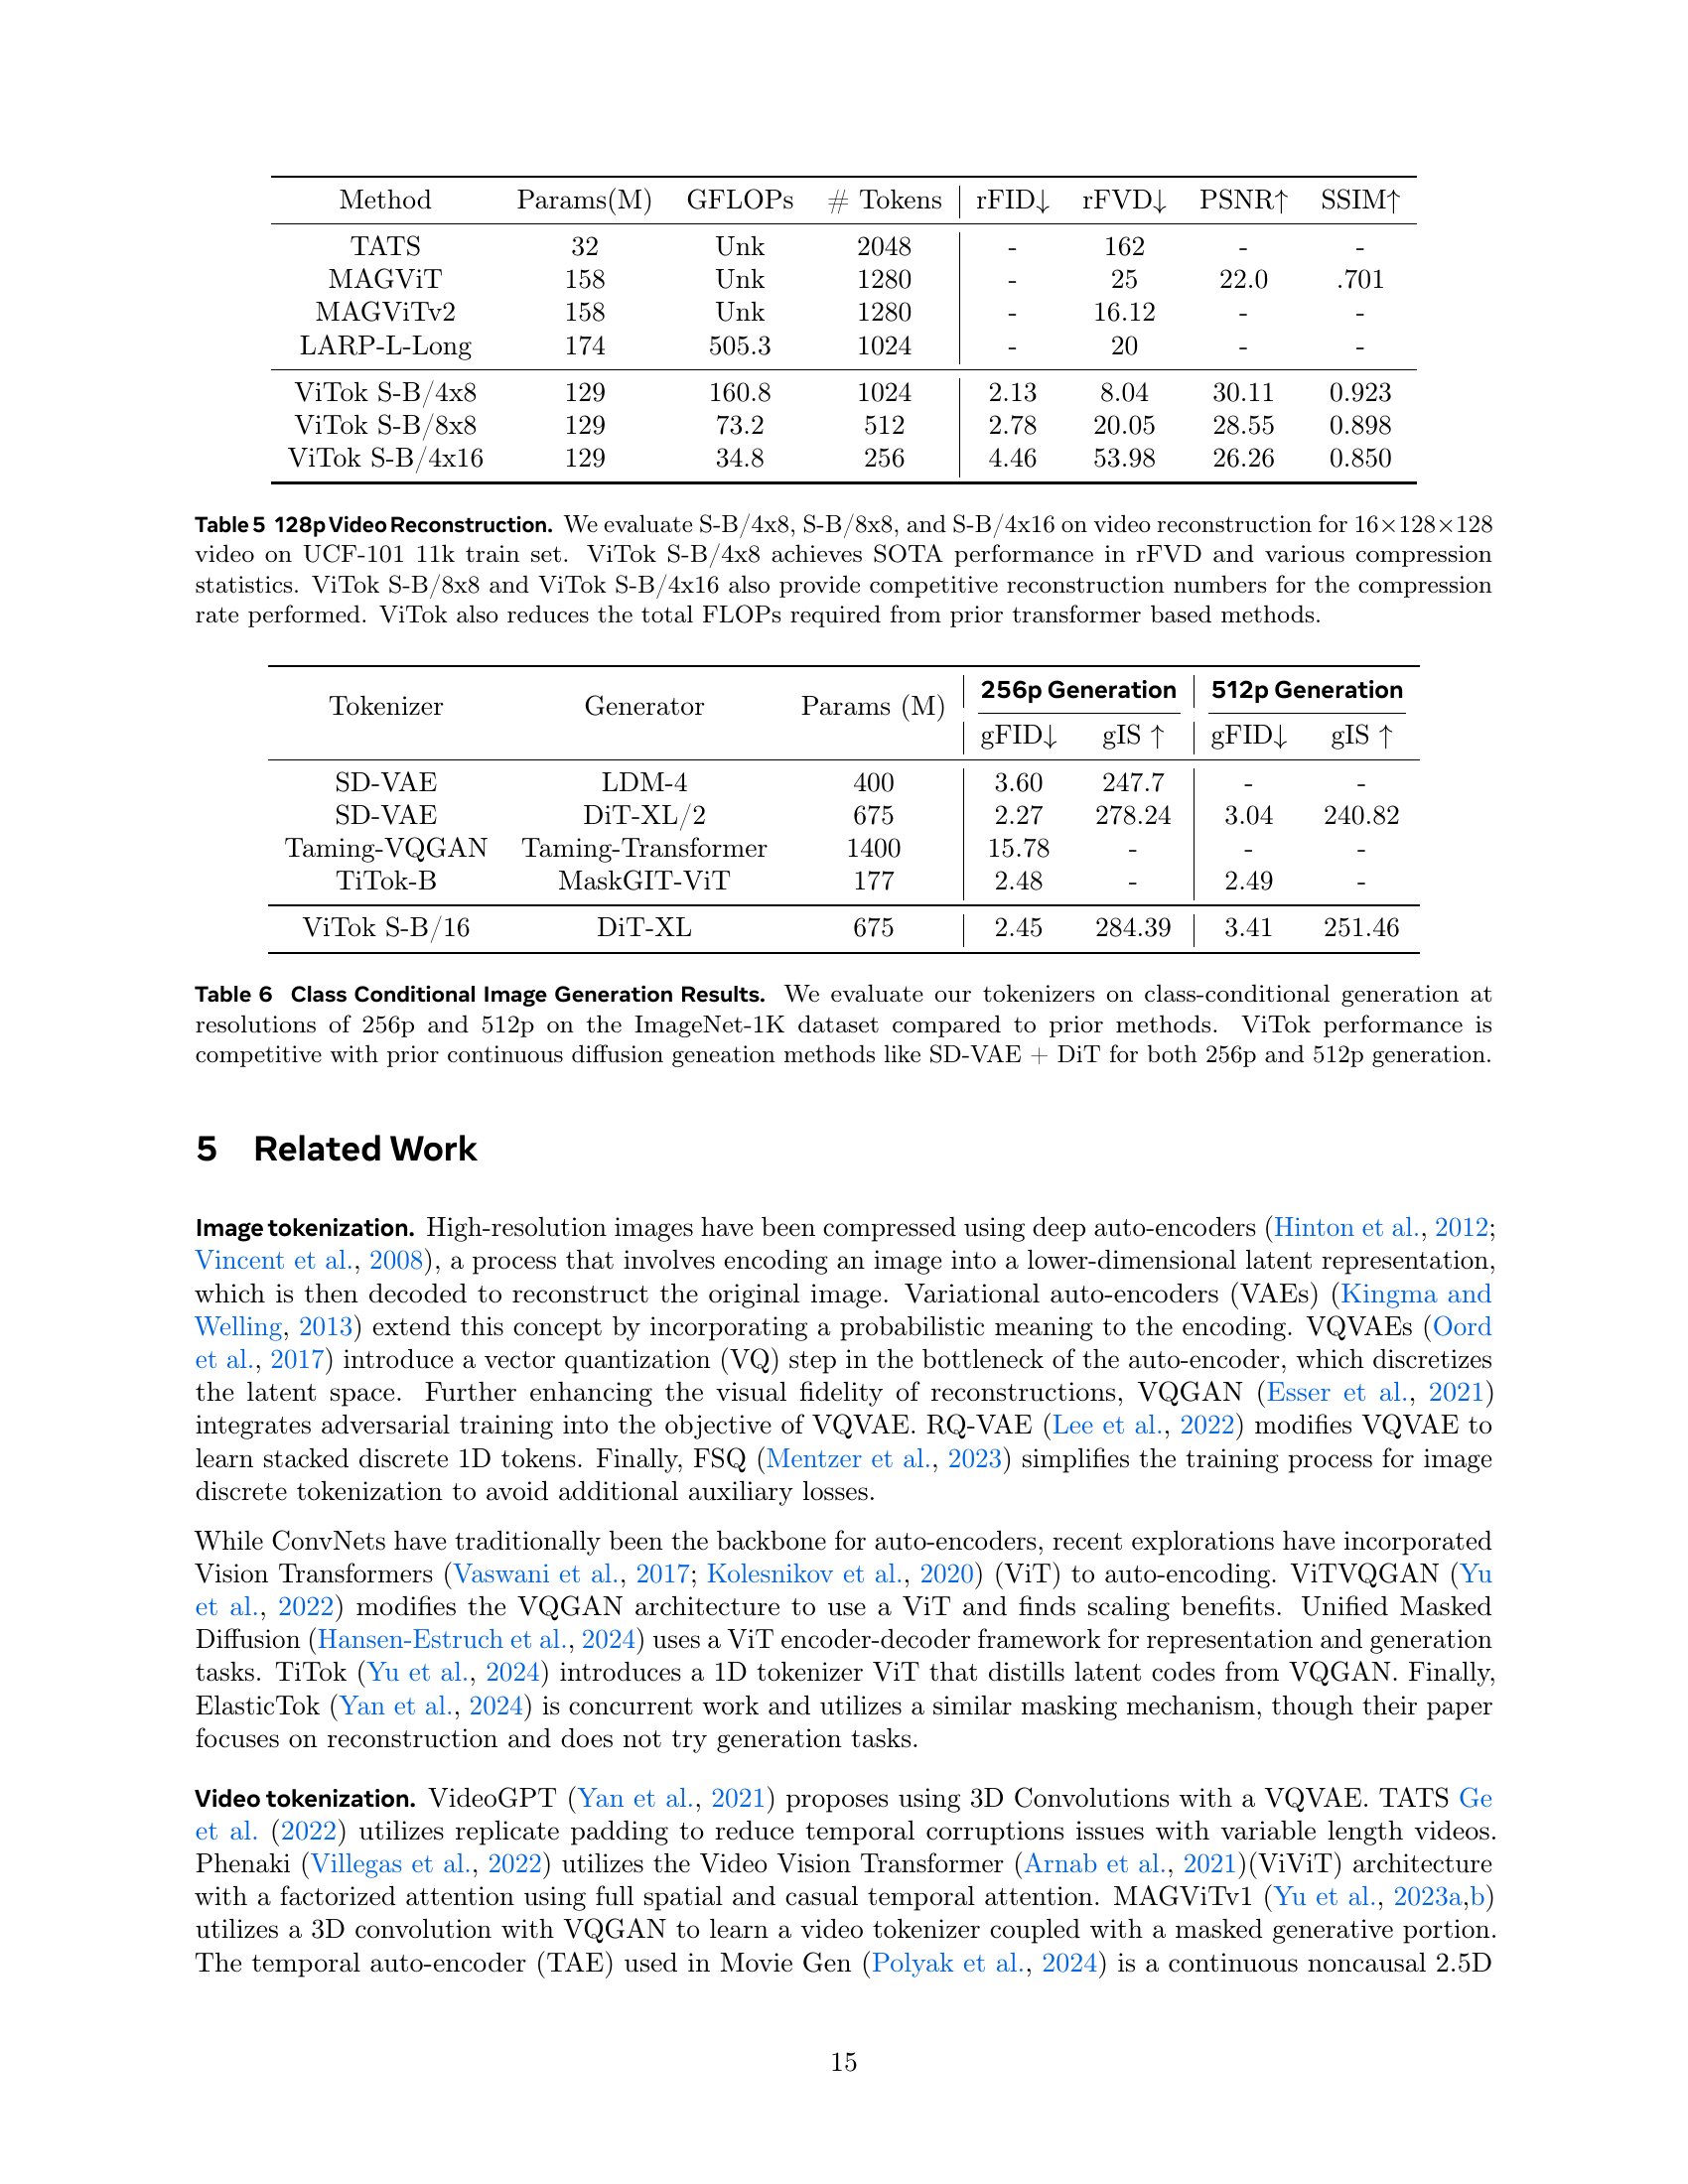 Method Params(M) GFLOPs # Tokens rFID↓ rFVD↓ PSNR↑ SSIM↑
TATS 32 Unk 2048 - 162 - -
MAGViT 158 Unk 1280 - 25 22.0 .701
MAGViTv2 158 Unk 1280 - 16.12 - -
LARP-L-Long 174 505.3 1024 - 20 - -
ViTok S-B/4x8 129 160.8 1024 2.13 8.04 30.11 0.923
ViTok S-B/8x8 129 73.2 512 2.78 20.05 28.55 0.898
ViTok S-B/4x16 129 34.8 256 4.46 53.98 26.26 0.850
Table 5 128p Video Reconstruction. We evaluate S-B/4x8, S-B/8x8, and S-B/4x16 on video reconstruction for 16×128×128
video on UCF-101 11k train set. ViTok S-B/4x8 achieves SOTA performance in rFVD and various compression
statistics. ViTok S-B/8x8 and ViTok S-B/4x16 also provide competitive reconstruction numbers for the compression
rate performed. ViTok also reduces the total FLOPs required from prior transformer based methods.
Tokenizer Generator Params (M) 256p Generation 512p Generation
gFID↓ gIS ↑ gFID↓ gIS ↑
SD-VAE LDM-4 400 3.60 247.7 - -
SD-VAE DiT-XL/2 675 2.27 278.24 3.04 240.82
Taming-VQGAN Taming-Transformer 1400 15.78 - - -
TiTok-B MaskGIT-ViT 177 2.48 - 2.49 -
ViTok S-B/16 DiT-XL 675 2.45 284.39 3.41 251.46
Table 6 Class Conditional Image Generation Results. We evaluate our tokenizers on class-conditional generation at
resolutions of 256p and 512p on the ImageNet-1K dataset compared to prior methods. ViTok performance is
competitive with prior continuous diffusion geneation methods like SD-VAE + DiT for both 256p and 512p generation.
5 Related Work
Image tokenization. High-resolution images have been compressed using deep auto-encoders (Hinton et al., 2012;
Vincent et al., 2008), a process that involves encoding an image into a lower-dimensional latent representation,
which is then decoded to reconstruct the original image. Variational auto-encoders (VAEs) (Kingma and
Welling, 2013) extend this concept by incorporating a probabilistic meaning to the encoding. VQVAEs (Oord
et al., 2017) introduce a vector quantization (VQ) step in the bottleneck of the auto-encoder, which discretizes
the latent space. Further enhancing the visual fidelity of reconstructions, VQGAN (Esser et al., 2021)
integrates adversarial training into the objective of VQVAE. RQ-VAE (Lee et al., 2022) modifies VQVAE to
learn stacked discrete 1D tokens. Finally, FSQ (Mentzer et al., 2023) simplifies the training process for image
discrete tokenization to avoid additional auxiliary losses.
While ConvNets have traditionally been the backbone for auto-encoders, recent explorations have incorporated
Vision Transformers (Vaswani et al., 2017; Kolesnikov et al., 2020) (ViT) to auto-encoding. ViTVQGAN (Yu
et al., 2022) modifies the VQGAN architecture to use a ViT and finds scaling benefits. Unified Masked
Diffusion (Hansen-Estruch et al., 2024) uses a ViT encoder-decoder framework for representation and generation
tasks. TiTok (Yu et al., 2024) introduces a 1D tokenizer ViT that distills latent codes from VQGAN. Finally,
ElasticTok (Yan et al., 2024) is concurrent work and utilizes a similar masking mechanism, though their paper
focuses on reconstruction and does not try generation tasks.
Video tokenization. VideoGPT (Yan et al., 2021) proposes using 3D Convolutions with a VQVAE. TATS Ge
et al. (2022) utilizes replicate padding to reduce temporal corruptions issues with variable length videos.
Phenaki (Villegas et al., 2022) utilizes the Video Vision Transformer (Arnab et al., 2021)(ViViT) architecture
with a factorized attention using full spatial and casual temporal attention. MAGViTv1 (Yu et al., 2023a,b)
utilizes a 3D convolution with VQGAN to learn a video tokenizer coupled with a masked generative portion.
The temporal auto-encoder (TAE) used in Movie Gen (Polyak et al., 2024) is a continuous noncausal 2.5D
15